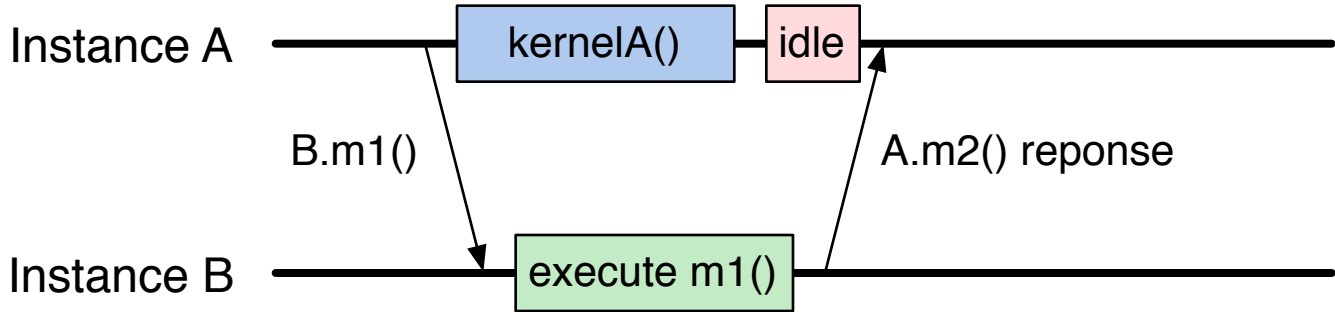 Instance A
kernelA()
idle
B.m1()
A.m2() reponse
Instance B
execute m1()